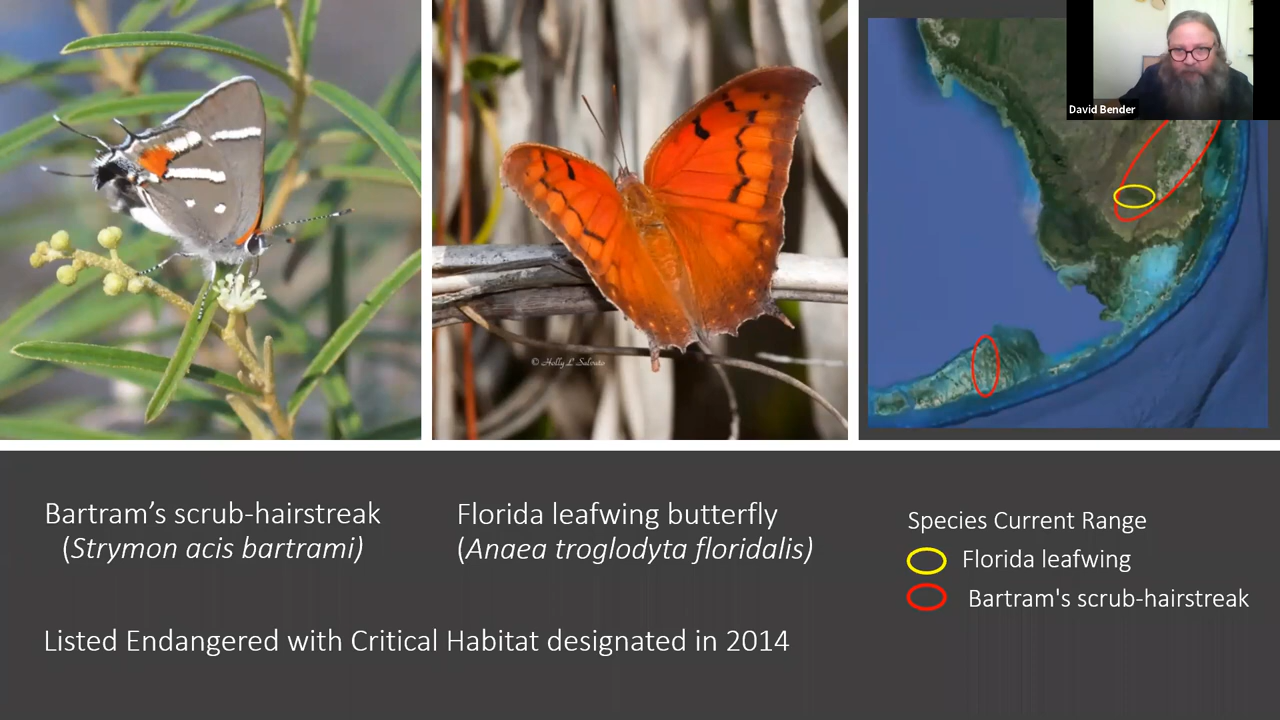 David Bender
© Holly L Salvato
Bartram’s scrub-hairstreak
(Strymon acis bartrami)
Florida leafwing butterfly
(Anaea troglodyta floridalis)
Species Current Range
Florida leafwing
Bartram's scrub-hairstreak
Listed Endangered with Critical Habitat designated in 2014